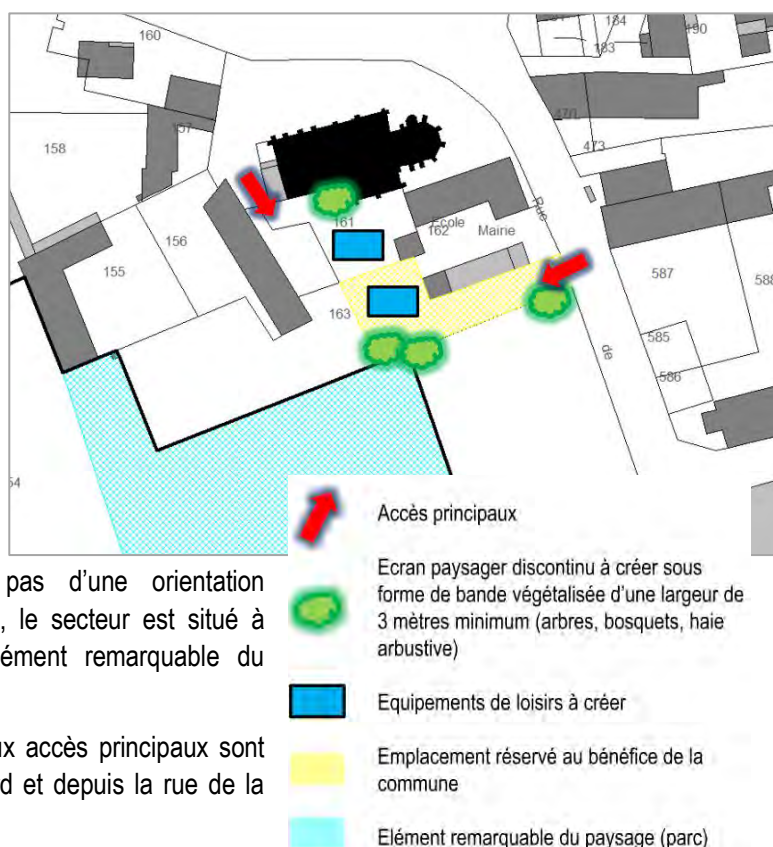 160
184
190
183
157
158
473
161
Ecole
162
Mairie
Rue
156
155
587
588
163
585
de
586
pas d'une orientation
, le secteur est situé à
lément remarquable du
ux accès principaux sont
d et depuis la rue de la
Accès principaux
Ecran paysager discontinu à créer sous
forme de bande végétalisée d'une largeur de
3 mètres minimum (arbres, bosquets, haie
arbustive)
Equipements de loisirs à créer
Emplacement réservé au bénéfice de la
commune
Elément remarquable du paysage (parc)